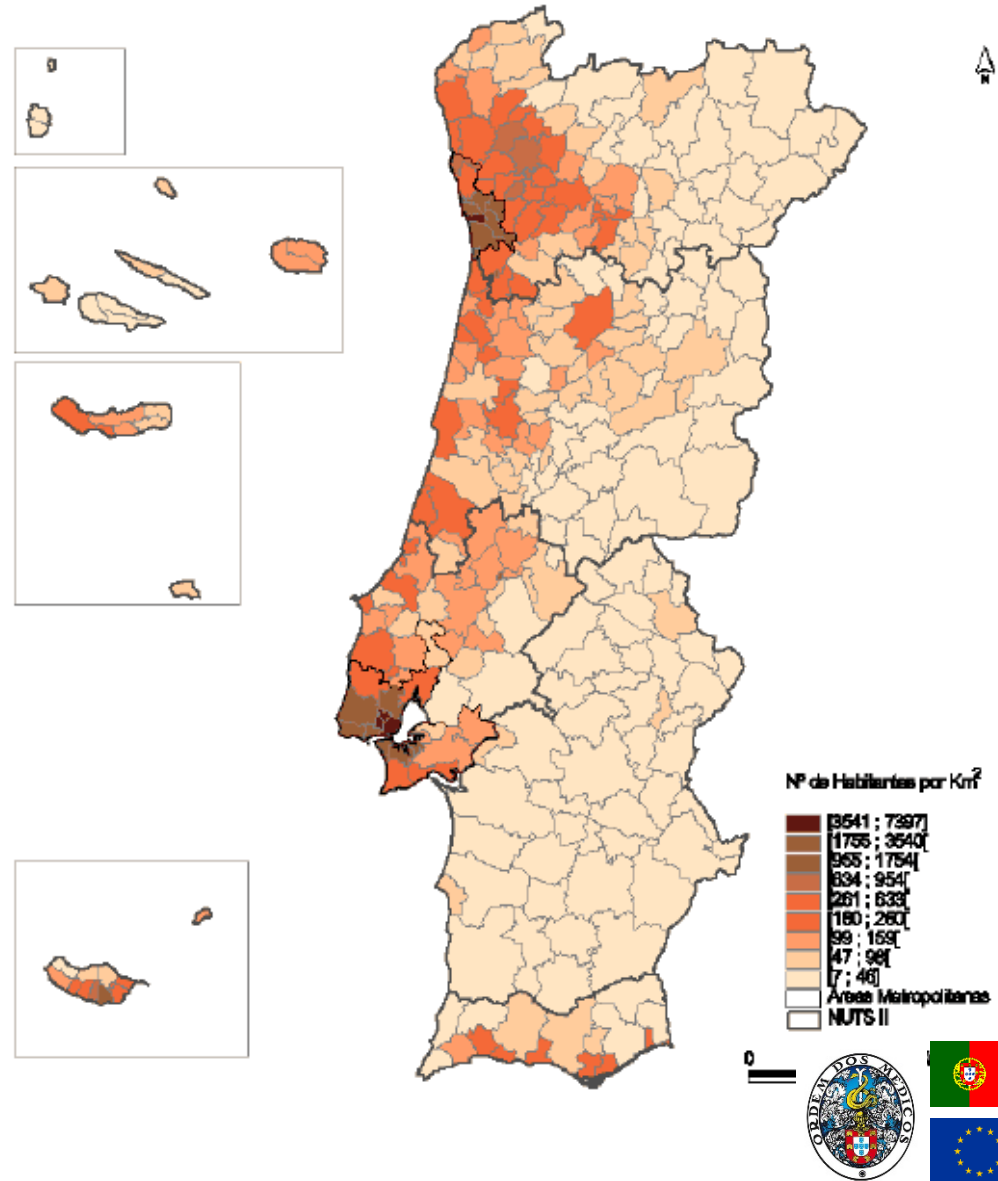 N
Nº de Habitantes por Km²
[3541 ; 7397]
[1755 ; 3540[
[955 ; 1754[
[634 ; 954[
[261 ; 633[
[160 ; 260[
[99 ; 159[
[47 ; 98[
[7 ; 46[
Áreas Metropolitanas
NUTS II
0
ORDEM DOS MEDICOS